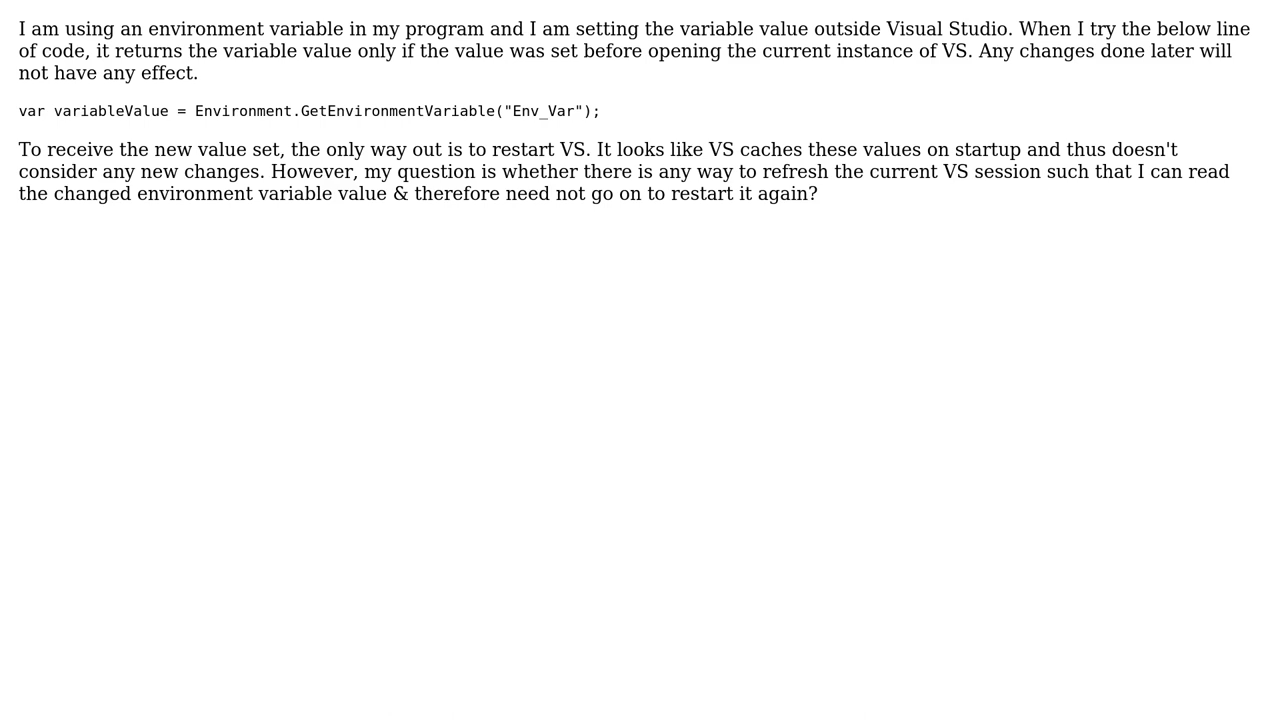 I am using an environment variable in my program and I am setting the variable value outside Visual Studio. When I try the below line
of code, it returns the variable value only if the value was set before opening the current instance of VS. Any changes done later will
not have any effect.
var variableValue = Environment.GetEnvironmentVariable("Env_Var");
To receive the new value set, the only way out is to restart VS. It looks like VS caches these values on startup and thus doesn't
consider any new changes. However, my question is whether there is any way to refresh the current VS session such that I can read
the changed environment variable value & therefore need not go on to restart it again?